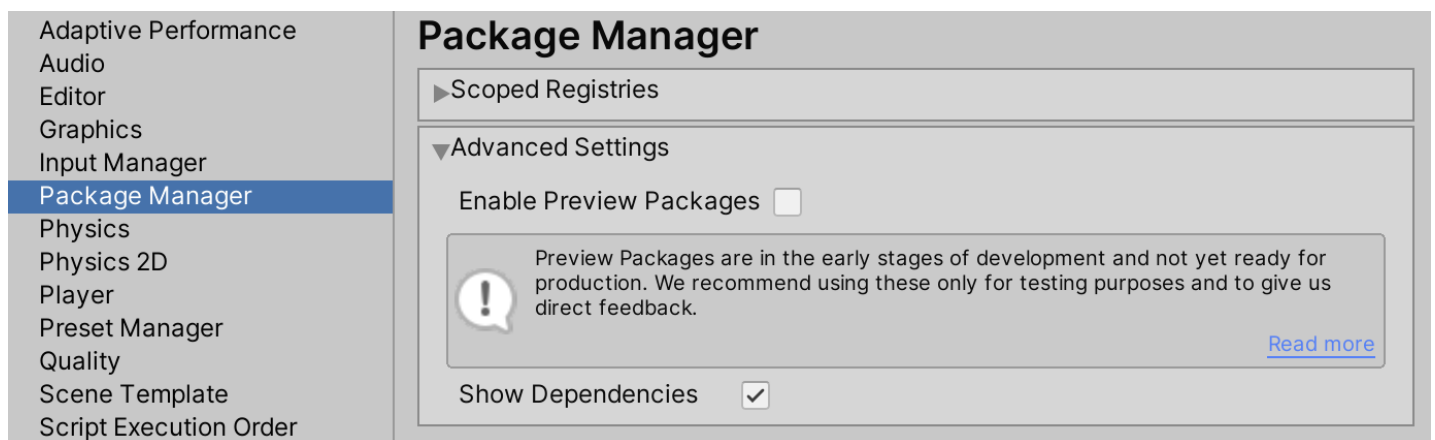 Adaptive Performance
Audio
Editor
Graphics
Input Manager
Package Manager
Physics
Physics 2D
Player
Preset Manager
Quality
Scene Template
Script Execution Order
Package Manager
Scoped Registries
Advanced Settings
Enable Preview Packages
Preview Packages are in the early stages of development and not yet ready for
production. We recommend using these only for testing purposes and to give us
direct feedback.
Read more
Show Dependencies